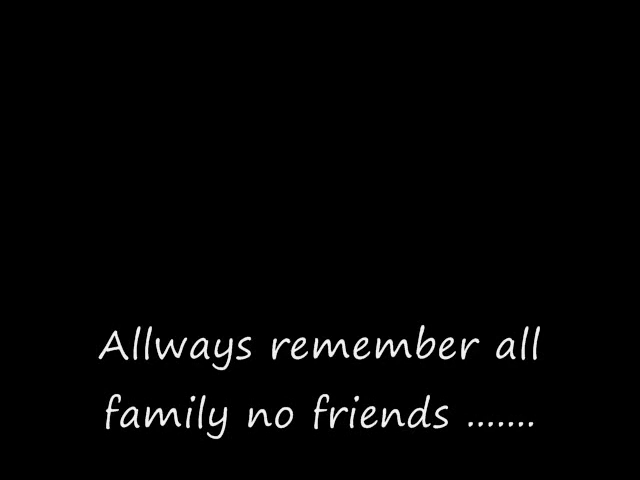 Allways remember all
family no friends .......